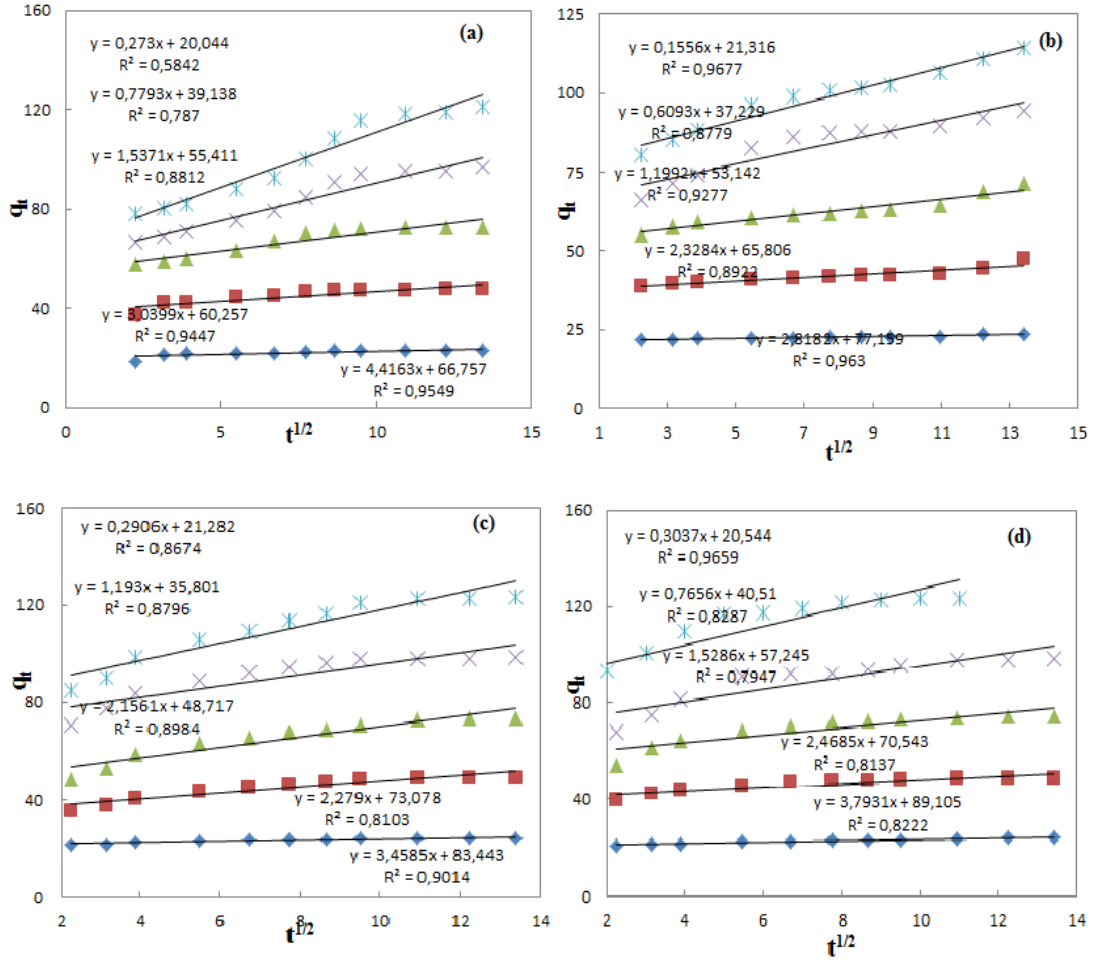 160
(a)
y = 0,273x + 20,044
R² = 0,5842
120
y = 0,7793x + 39,138
R² = 0,787
y = 1,5371x + 55,411
R² = 0,8812
qt
80
40
y = 3,0399x + 60,257
R² = 0,9447
y = 4,4163x + 66,757
R² = 0,9549
0
0 5 10 15
t1/2
125
(b)
y = 0,1556x + 21,316
R² = 0,9677
100
y = 0,6093x + 37,229
R² = 0,8779
qt
75
y = 1,1992x + 53,142
R² = 0,9277
50
y = 2,3284x + 65,806
R² = 0,8922
25
y = 2,8182x + 77,159
R² = 0,963
0
1 3 5 7 9 11 13 15
t1/2
160
(c)
y = 0,2906x + 21,282
R² = 0,8674
120
y = 1,193x + 35,801
R² = 0,8796
qt
80
y = 2,1561x + 48,717
R² = 0,8984
40
y = 2,279x + 73,078
R² = 0,8103
y = 3,4585x + 83,443
R² = 0,9014
0
2 4 6 8 10 12 14
t1/2
160
(d)
y = 0,3037x + 20,544
R² = 0,9659
120
y = 0,7656x + 40,51
R² = 0,8287
qt
y = 1,5286x + 57,245
R² = 0,7947
80
y = 2,4685x + 70,543
R² = 0,8137
40
y = 3,7931x + 89,105
R² = 0,8222
0
2 4 6 8 10 12 14
t1/2